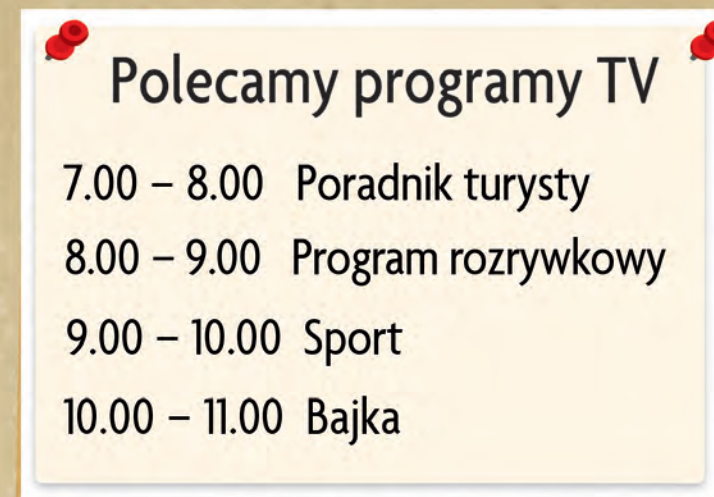 Polecamy programy TV
7.00 – 8.00 Poradnik turysty
8.00 – 9.00 Program rozrywkowy
9.00 – 10.00 Sport
10.00 – 11.00 Bajka